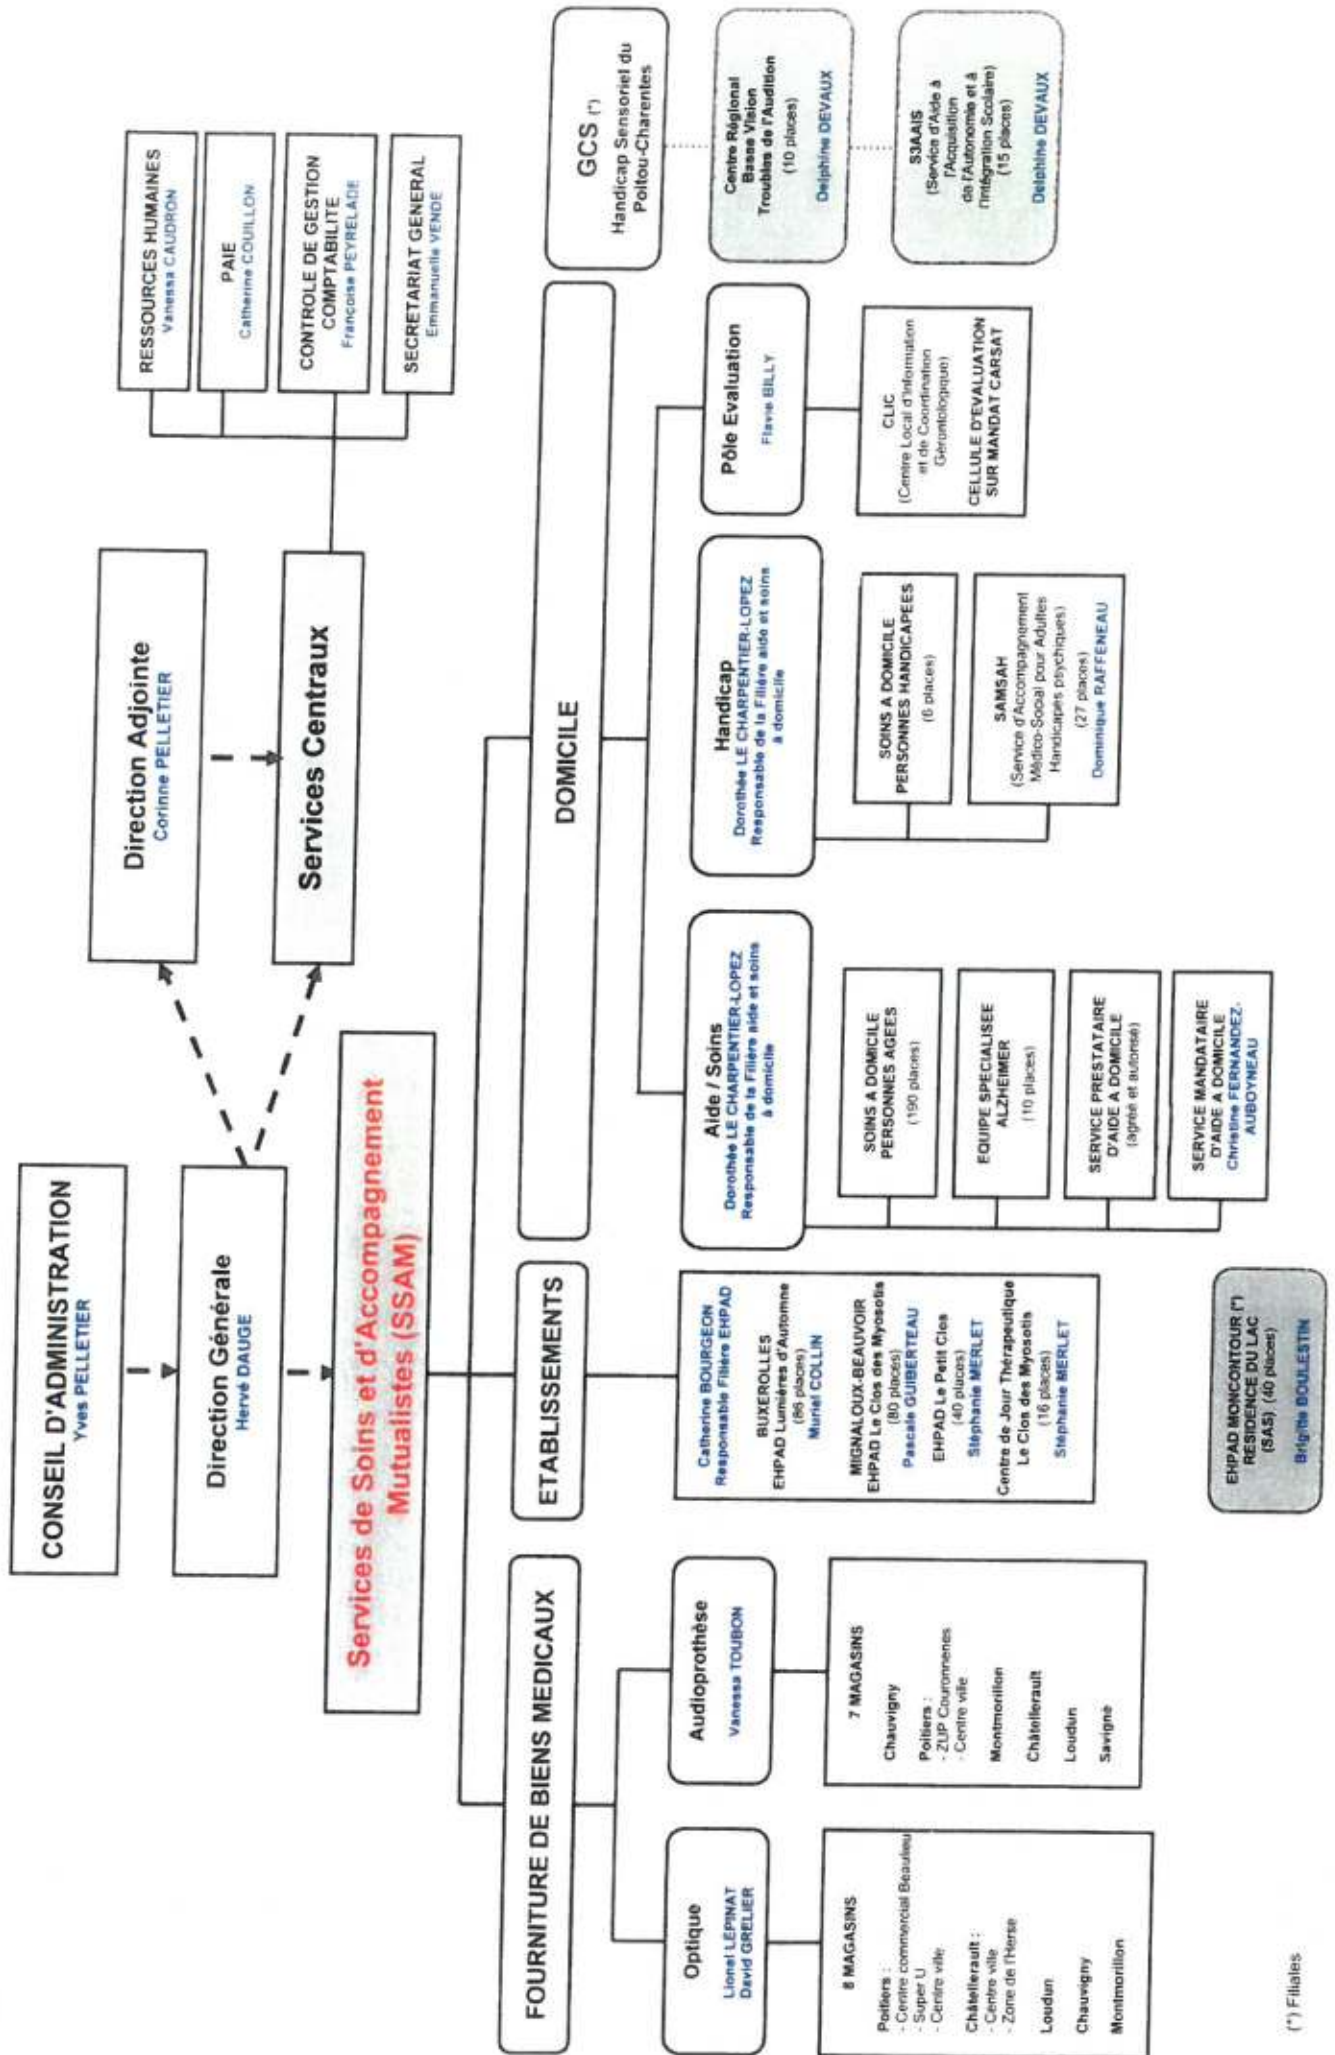 CONSEIL D'ADMINISTRATION
Yves PELLETIER
Direction Générale
Hervé DAUGE
Direction Adjointe
Corinne PELLETIER
Services Centraux
RESSOURCES HUMAINES
Vanessa CAUDRON
PAIE
Catherine COUILLON
CONTROLE DE GESTION
COMPTABILITE
Françoise PEYRELADE
SECRETARIAT GENERAL
Emmanuelle VENDE
Services de Soins et d'Accompagnement
Mutualistes (SSAM)
FOURNITURE DE BIENS MEDICAUX
Optique
Lionel LEPINAT
David GRELIER
8 MAGASINS
Poitiers :
- Centre commercial Beaulieu
- Super U
- Centre ville
Châtellerault :
- Centre ville
- Zone de l'Herse
Loudun
Chauvigny
Montmorillon
Audioprothèse
Vanessa TOUBON
7 MAGASINS
Chauvigny
Poitiers :
- ZUP Couronneries
- Centre ville
Montmorillon
Châtellerault
Loudun
Savigné
ETABLISSEMENTS
Catherine BOURGEON
Responsable Filière EHPAD
BUXEROLLES
EHPAD Lumières d'Automne
(86 places)
Muriel COLLIN
MIGNALOUX-BEAUVOIR
EHPAD Le Clos des Myosotis
(80 places)
Pascale GUIBERTEAU
EHPAD Le Petit Clos
(40 places)
Stéphanie MERLET
Centre de Jour Thérapeutique
Le Clos des Myosotis
(16 places)
Stéphanie MERLET
EHPAD MONCONTOUR (*)
RESIDENCE DU LAC
(SAS) (40 places)
Brigitte BOULESTIN
DOMICILE
Aide / Soins
Dorothée LE CHARPENTIER-LOPEZ
Responsable de la Filière aide et soins
à domicile
SOINS A DOMICILE
PERSONNES AGEES
(190 places)
EQUIPE SPECIALISEE
ALZHEIMER
(10 places)
SERVICE PRESTATAIRE
D'AIDE A DOMICILE
(agréé et autorisé)
SERVICE MANDATAIRE
D'AIDE A DOMICILE
Christine FERNANDEZ-
AUBOYNEAU
Handicap
Dorothée LE CHARPENTIER-LOPEZ
Responsable de la Filière aide et soins
à domicile
SOINS A DOMICILE
PERSONNES HANDICAPEES
(6 places)
SAMSAH
(Service d'Accompagnement
Médico-Social pour Adultes
Handicapés psychiques)
(27 places)
Dominique RAFFENEAU
Pôle Evaluation
Flavie BILLY
CLIC
(Centre Local d'Information
et de Coordination
Gérontologique)
CELLULE D'EVALUATION
SUR MANDAT CARSAT
GCS (*)
Handicap Sensoriel du
Poitou-Charentes
Centre Régional
Basse Vision
Troubles de l'Audition
(10 places)
Delphine DEVAUX
S3AAIS
(Service d'Aide à
l'Acquisition
de l'Autonomie et à
l'Intégration Scolaire)
(15 places)
Delphine DEVAUX
(*) Filiales